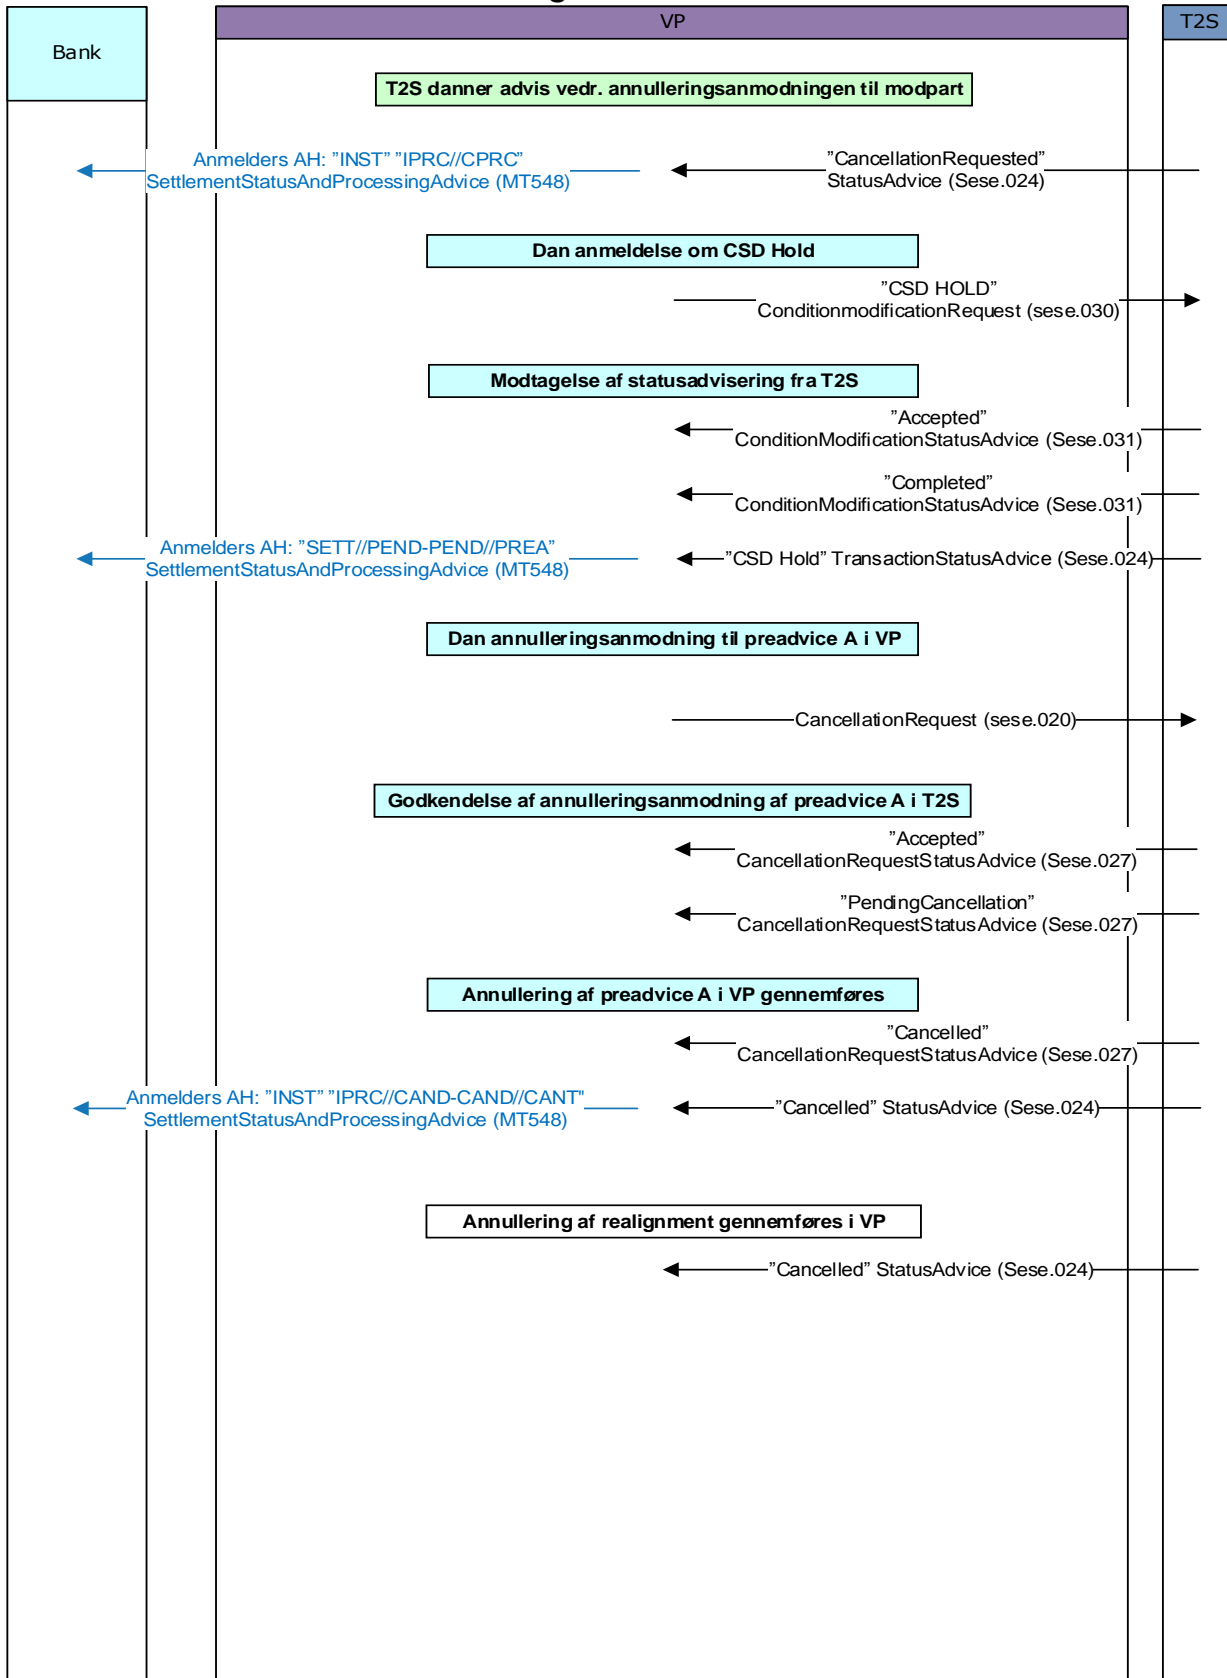 VP
T2S
Bank
T2S danner advis vedr. annulleringsanmodningen til modpart
Anmelders AH: ”INST” ”IPRC//CPRC”
SettlementStatusAndProcessingAdvice (MT548)
”CancellationRequested”
StatusAdvice (Sese.024)
Dan anmeldelse om CSD Hold
”CSD HOLD”
ConditionmodificationRequest (sese.030)
Modtagelse af statusadvisering fra T2S
”Accepted”
ConditionModificationStatusAdvice (Sese.031)
”Completed”
ConditionModificationStatusAdvice (Sese.031)
Anmelders AH: ”SETT//PEND-PEND//PREA”
SettlementStatusAndProcessingAdvice (MT548)
”CSD Hold” TransactionStatusAdvice (Sese.024)
Dan annulleringsanmodning til preadvice A i VP
CancellationRequest (sese.020)
Godkendelse af annulleringsanmodning af preadvice A i T2S
”Accepted”
CancellationRequestStatusAdvice (Sese.027)
”PendingCancellation”
CancellationRequestStatusAdvice (Sese.027)
Annullering af preadvice A i VP gennemføres
”Cancelled”
CancellationRequestStatusAdvice (Sese.027)
Anmelders AH: ”INST” ”IPRC//CAND-CAND//CANT"
SettlementStatusAndProcessingAdvice (MT548)
”Cancelled” StatusAdvice (Sese.024)
Annullering af realignment gennemføres i VP
”Cancelled” StatusAdvice (Sese.024)